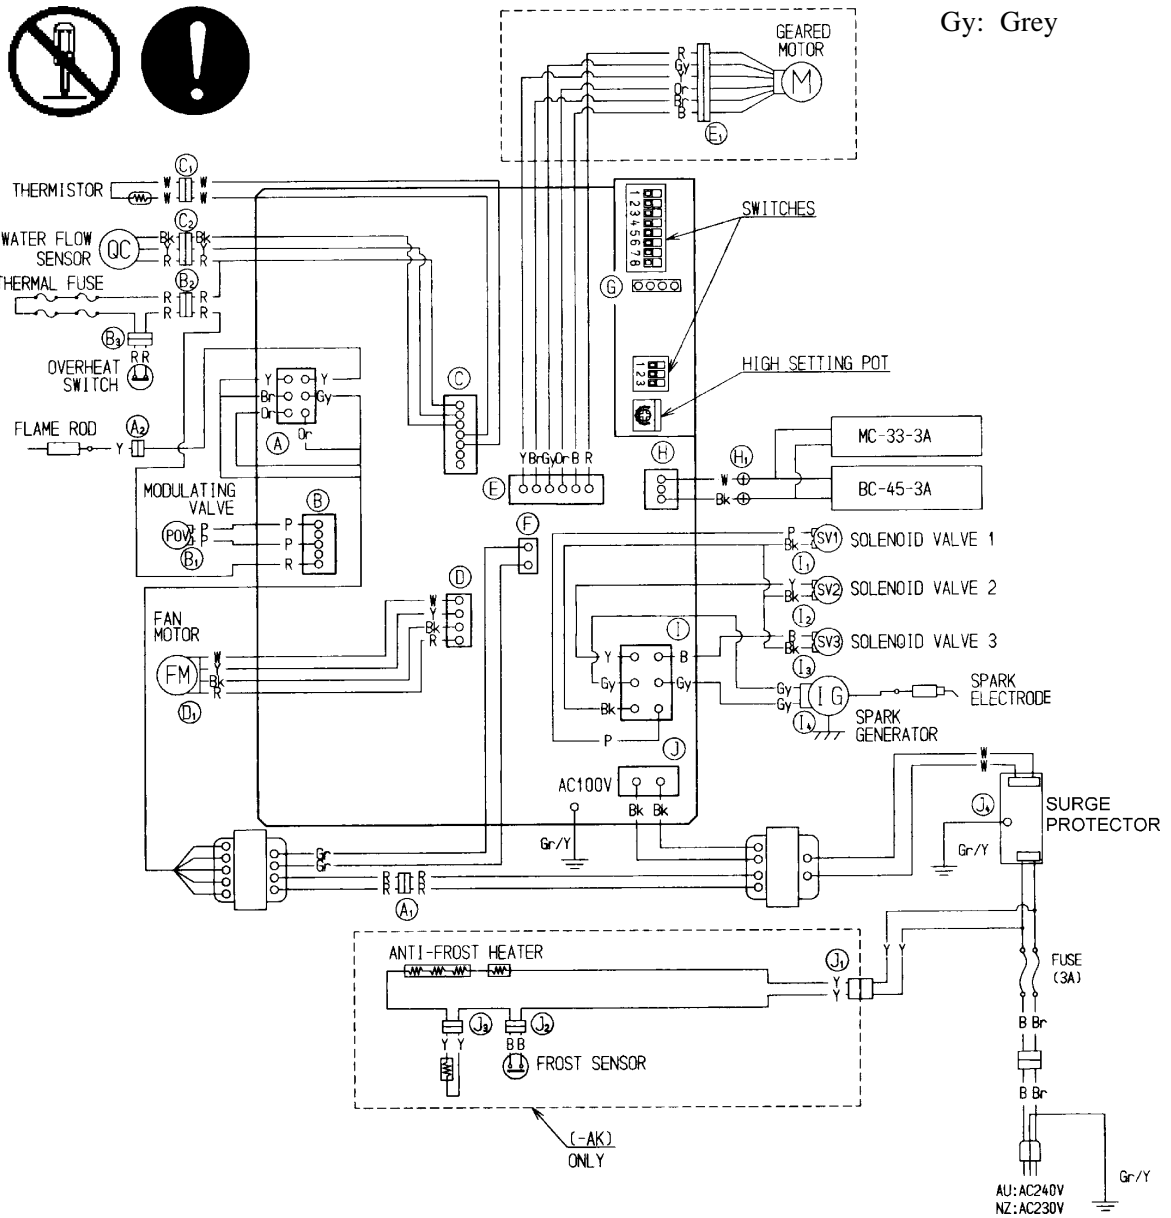 Gy: Grey
GEARED
MOTOR
R
Gy
Y
Or
Br
B
M
E1
C1
THERMISTOR
W W
W W
C2
WATER FLOW
SENSOR
QC
Bk Bk
Y Y
R R
THERMAL FUSE
B2
R R
R R
B3
R R
OVERHEAT
SWITCH
1 2 3 4 5 6 7 8
SWITCHES
G
1 2 3
HIGH SETTING POT
C
Y Y
Br Gy
Or
Or
A
FLAME ROD
Y
A2
MC-33-3A
BC-45-3A
H
H1
W
Bk
Y Br Gy Or B R
E
MODULATING
VALVE
POV
P
P
B1
B
P
P
R
F
P
Bk
SV1
SOLENOID VALVE 1
I1
Y
Bk
SV2
SOLENOID VALVE 2
I2
B
Bk
SV3
SOLENOID VALVE 3
I3
D
W
Y
Bk
R
FAN
MOTOR
FM
W
Y
Bk
R
D1
I
Y B
Gy Gy
Bk
P
Gy
Gy
IG
I4
SPARK
ELECTRODE
SPARK
GENERATOR
J
AC100V
Bk Bk
Gr/Y
W
W
J4
SURGE
PROTECTOR
Gr/Y
Gr
Gr
R R
R R
A1
ANTI-FROST HEATER
J1
Y
Y
Y Y
FUSE
(3A)
J3
Y Y
J2
B B
FROST SENSOR
B Br
B Br
(-AK)
ONLY
Gr/Y
AU:AC240V
NZ:AC230V